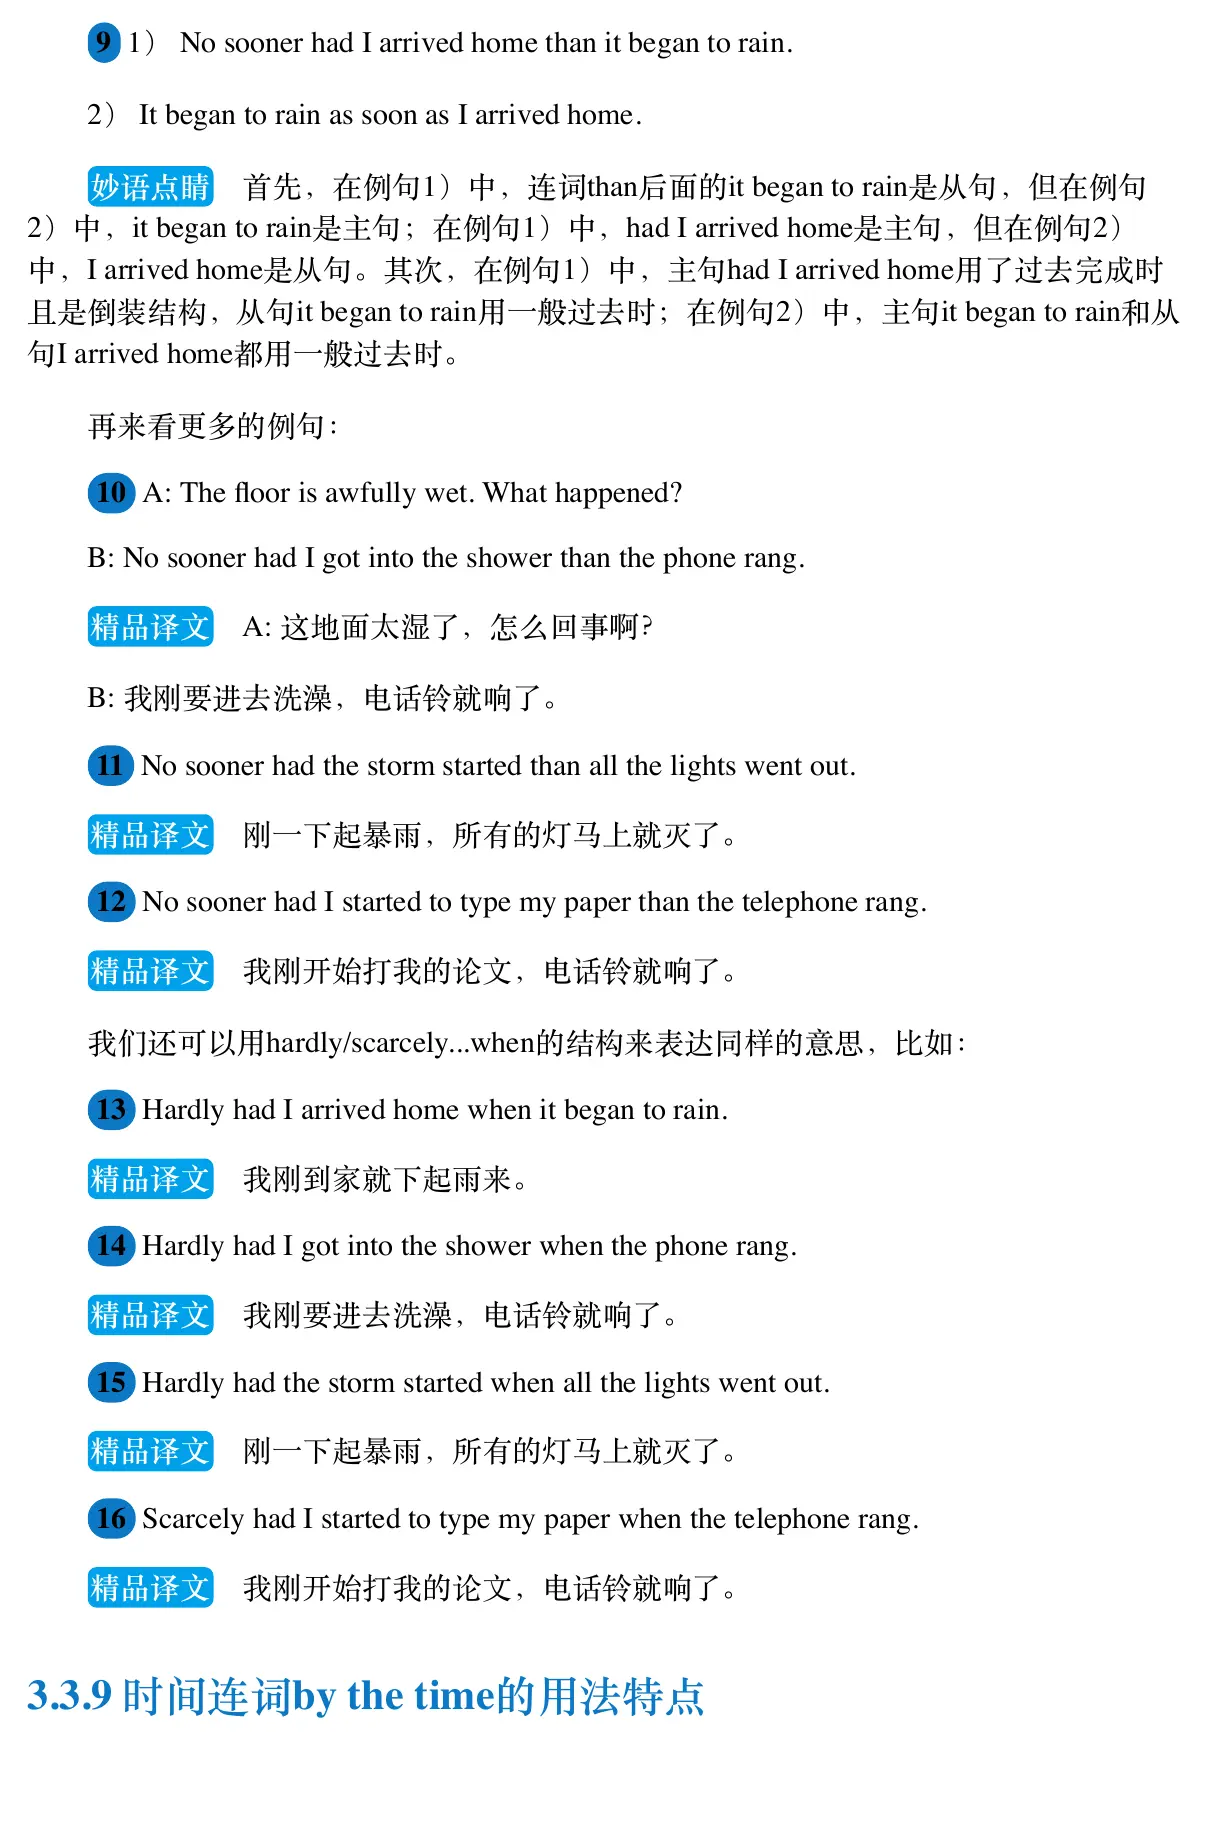 9 1） No sooner had I arrived home than it began to rain.
2） It began to rain as soon as I arrived home.
妙语点睛 首先，在例句1）中，连词than后面的it began to rain是从句，但在例句
2）中，it began to rain是主句；在例句1）中，had I arrived home是主句，但在例句2）
中，I arrived home是从句。其次，在例句1）中，主句had I arrived home用了过去完成时
且是倒装结构，从句it began to rain用一般过去时；在例句2）中，主句it began to rain和从
句I arrived home都用一般过去时。
再来看更多的例句：
10 A: The floor is awfully wet. What happened?
B: No sooner had I got into the shower than the phone rang.
精品译文 A: 这地面太湿了，怎么回事啊？
B: 我刚要进去洗澡，电话铃就响了。
11 No sooner had the storm started than all the lights went out.
精品译文 刚一下起暴雨，所有的灯马上就灭了。
12 No sooner had I started to type my paper than the telephone rang.
精品译文 我刚开始打我的论文，电话铃就响了。
我们还可以用hardly/scarcely...when的结构来表达同样的意思，比如：
13 Hardly had I arrived home when it began to rain.
精品译文 我刚到家就下起雨来。
14 Hardly had I got into the shower when the phone rang.
精品译文 我刚要进去洗澡，电话铃就响了。
15 Hardly had the storm started when all the lights went out.
精品译文 刚一下起暴雨，所有的灯马上就灭了。
16 Scarcely had I started to type my paper when the telephone rang.
精品译文 我刚开始打我的论文，电话铃就响了。
3.3.9 时间连词by the time的用法特点